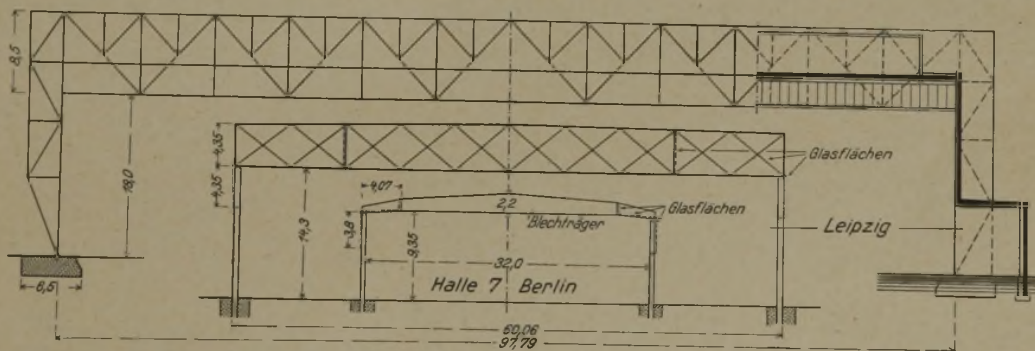 8,5
18,0
6,5
4,35
4,35
14,3
4,07
3,8
9,35
2,2
Blechträger
Glasflächen
Glasflächen
32,0
Halle 7 Berlin
Leipzig
60,06
97,79